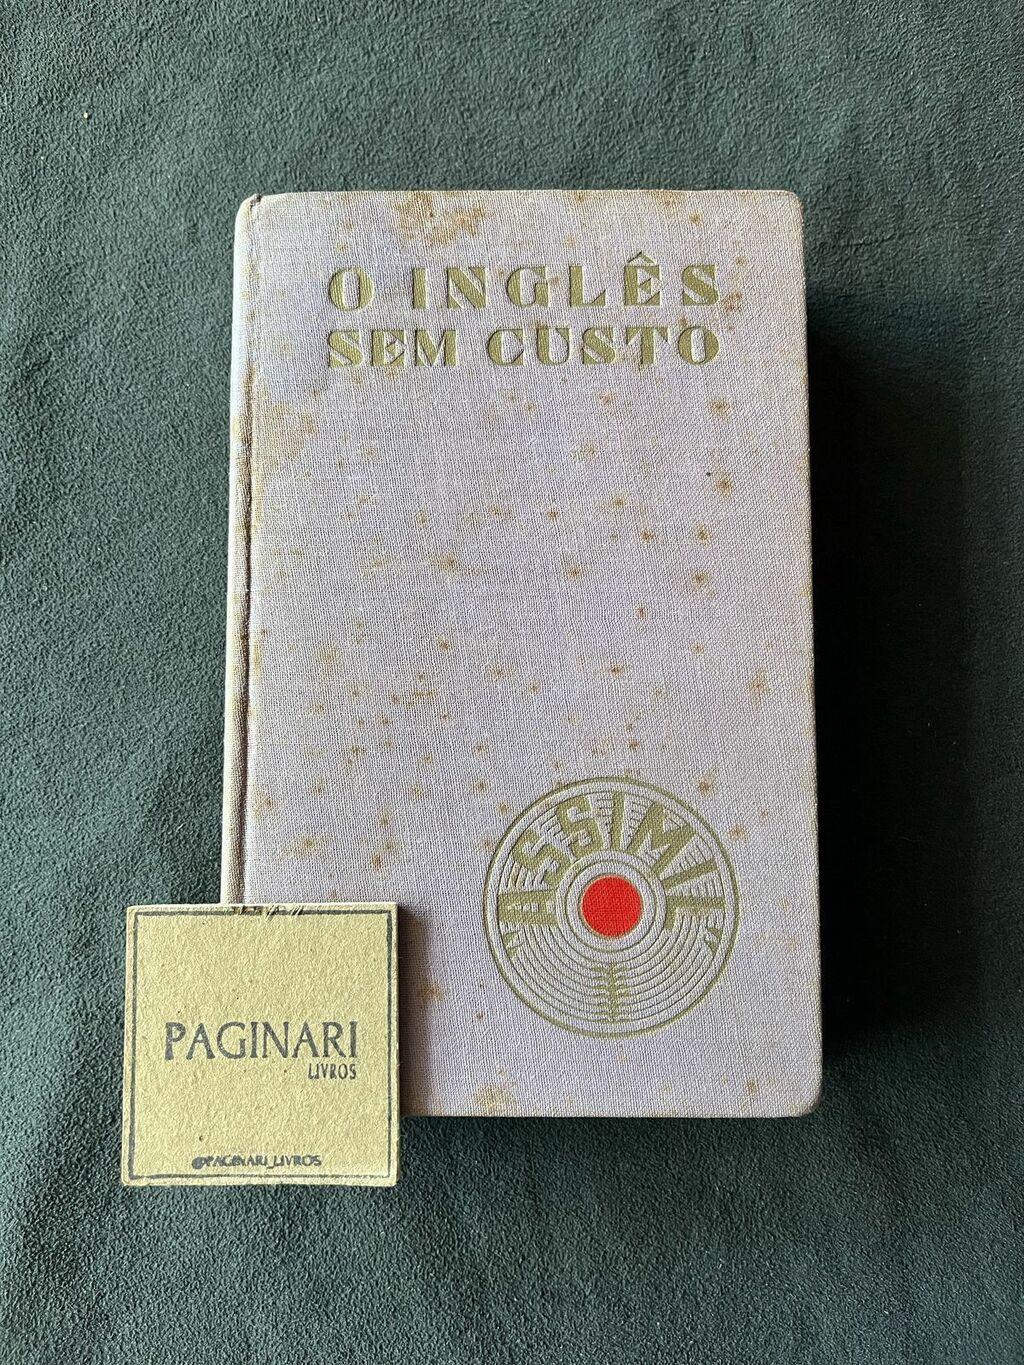 O INGLÊS
SEM CUSTO
"ASSIMIL"
PAGINARI
LIVROS
@PAGINARI_LIVROS